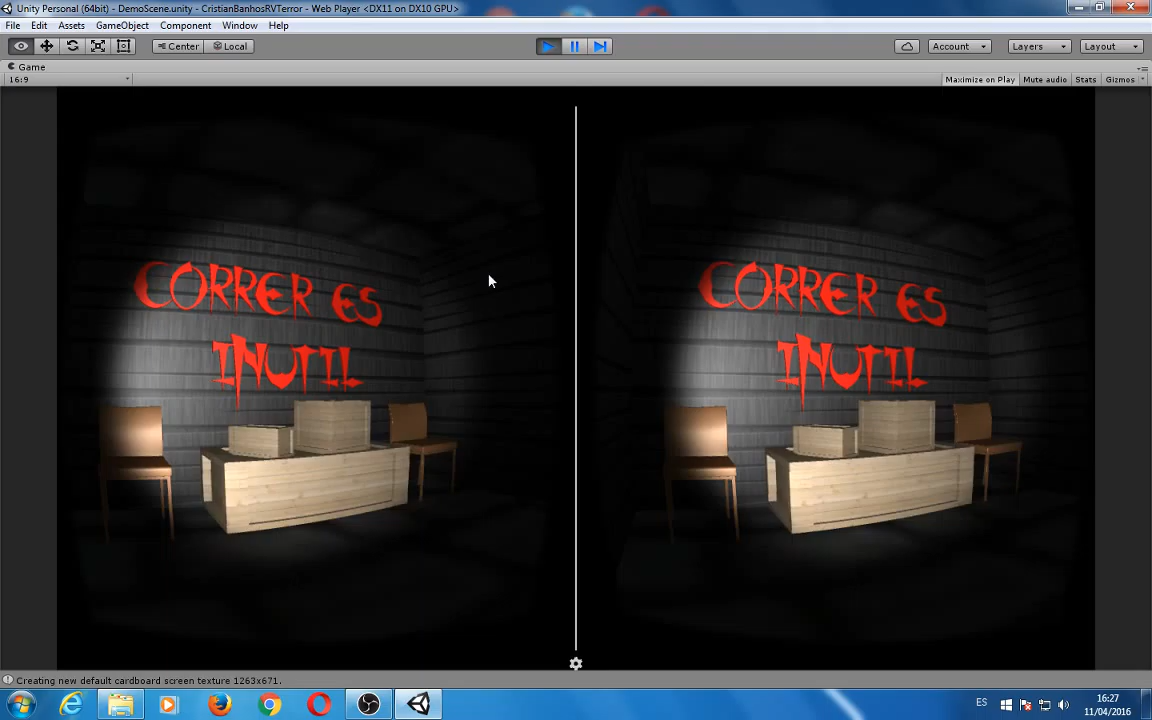 Unity Personal (64bit) - DemoScene.unity - CristianBanhosRVTerror - Web Player <DX11 on DX10 GPU>
File Edit Assets GameObject Component Window Help
Center Local Account Layers Layout
Game
16:9 Maximize on Play Mute audio Stats Gizmos
CORRER ES CORRER ES
INUTIL INUTIL
Creating new default cardboard screen texture 1263x671.
ES 16:27
11/04/2016